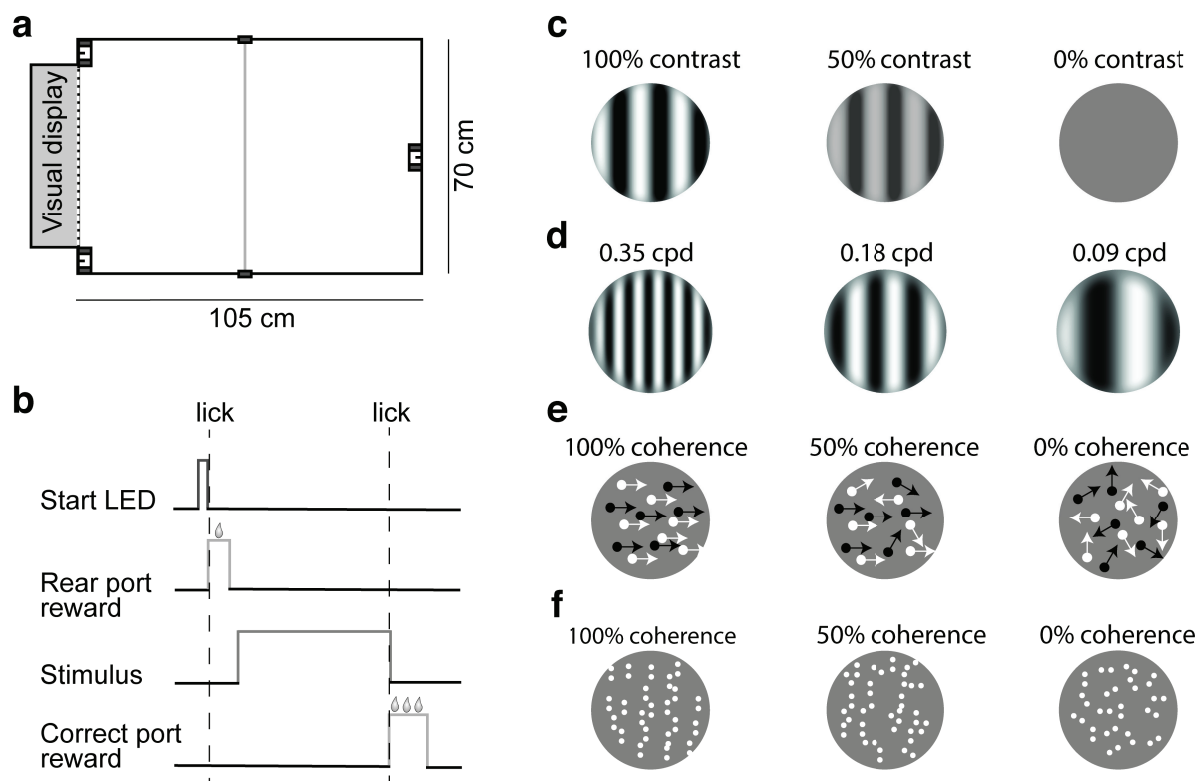 a
Visual display
70 cm
105 cm
b
lick lick
Start LED
Rear port
reward
Stimulus
Correct port
reward
c
100% contrast 50% contrast 0% contrast
d
0.35 cpd 0.18 cpd 0.09 cpd
e
100% coherence 50% coherence 0% coherence
f
100% coherence 50% coherence 0% coherence